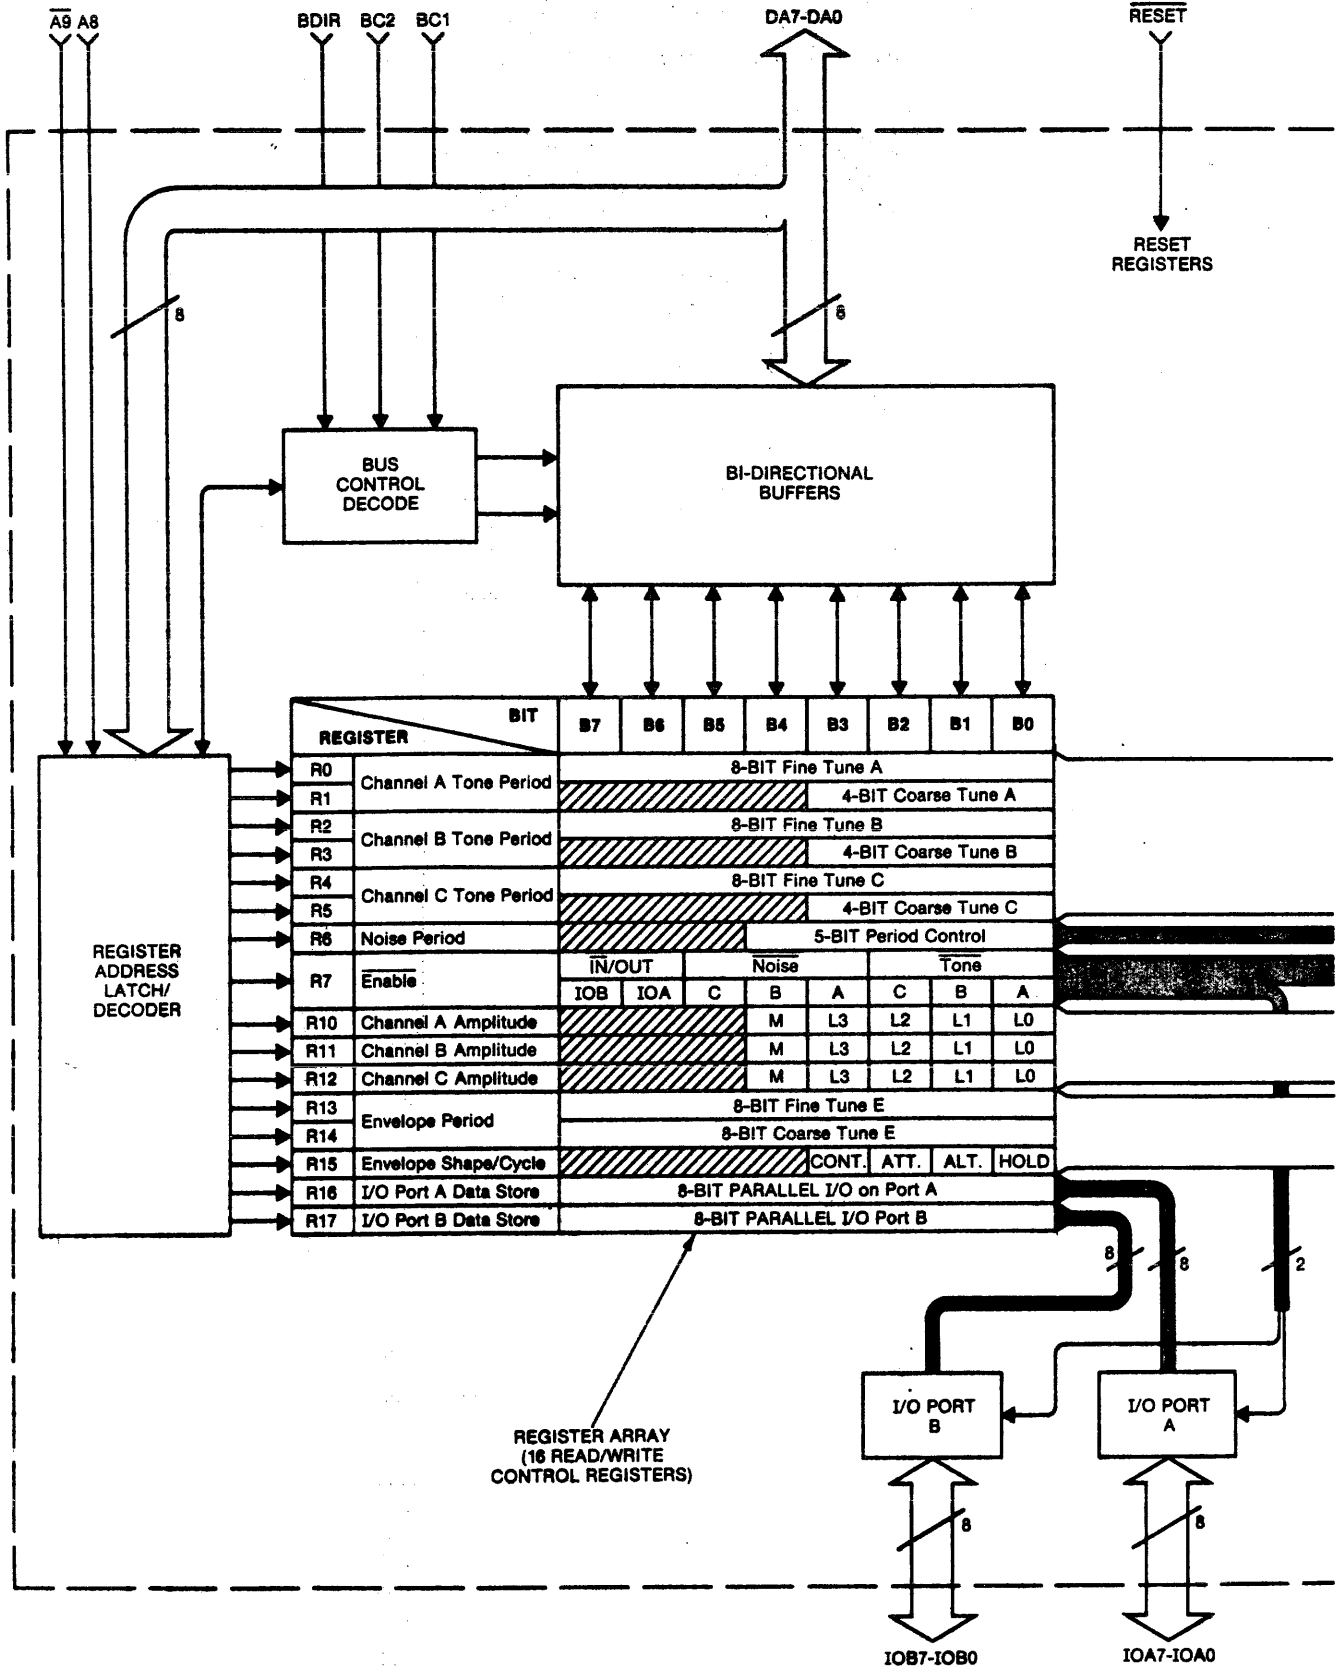 A9 A8 BDIR BC2 BC1 DA7-DA0 RESET
RESET
REGISTERS
8
8
BUS
CONTROL
DECODE
BI-DIRECTIONAL
BUFFERS
BIT
REGISTER
B7 B6 B5 B4 B3 B2 B1 B0
REGISTER
ADDRESS
LATCH/
DECODER
R0 Channel A Tone Period 8-BIT Fine Tune A
R1 4-BIT Coarse Tune A
R2 Channel B Tone Period 8-BIT Fine Tune B
R3 4-BIT Coarse Tune B
R4 Channel C Tone Period 8-BIT Fine Tune C
R5 4-BIT Coarse Tune C
R6 Noise Period 5-BIT Period Control
R7 Enable IN/OUT Noise Tone
IOB IOA C B A C B A
R10 Channel A Amplitude M L3 L2 L1 L0
R11 Channel B Amplitude M L3 L2 L1 L0
R12 Channel C Amplitude M L3 L2 L1 L0
R13 Envelope Period 8-BIT Fine Tune E
R14 8-BIT Coarse Tune E
R15 Envelope Shape/Cycle CONT. ATT. ALT. HOLD
R16 I/O Port A Data Store 8-BIT PARALLEL I/O on Port A
R17 I/O Port B Data Store 8-BIT PARALLEL I/O Port B
8 8 2
I/O PORT
B
I/O PORT
A
REGISTER ARRAY
(16 READ/WRITE
CONTROL REGISTERS)
8 8
IOB7-IOB0 IOA7-IOA0